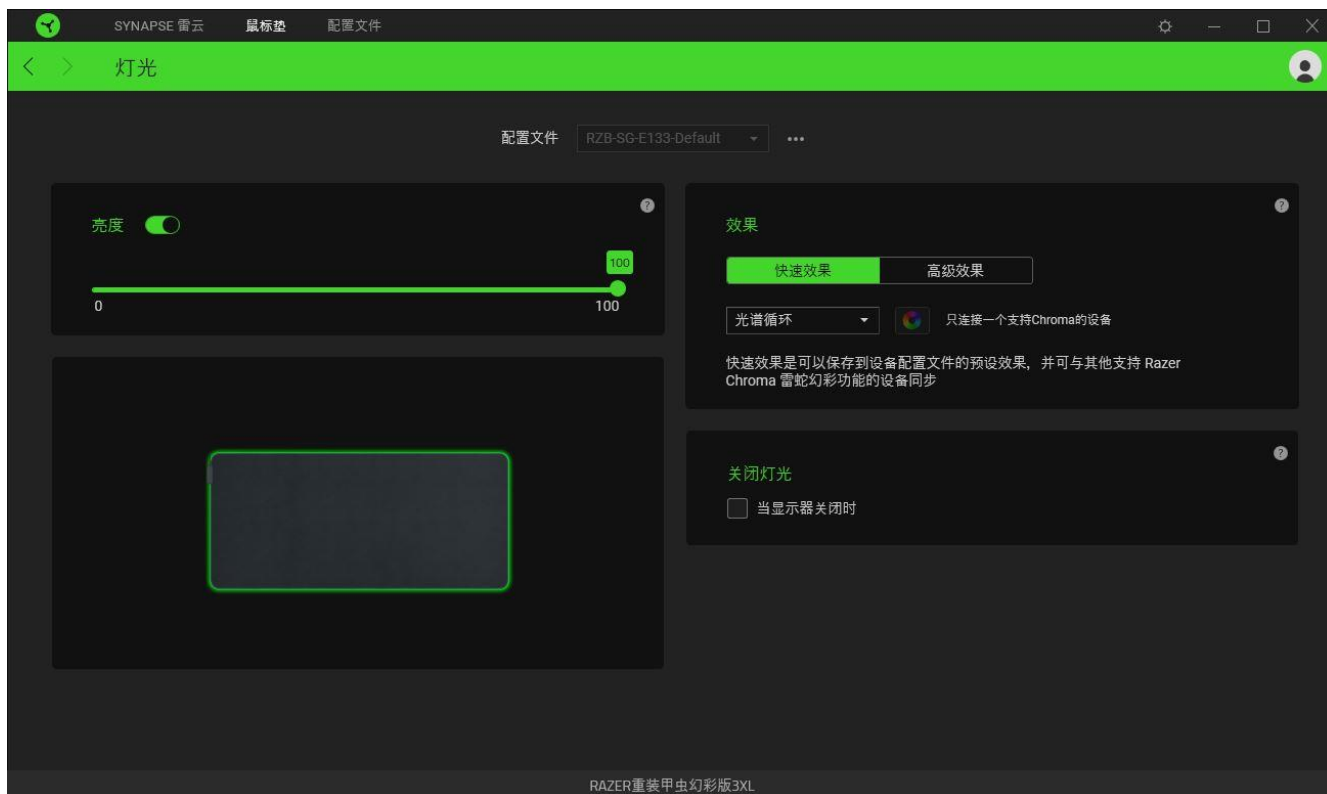 SYNAPSE 雷云 鼠标垫 配置文件
灯光
配置文件 RZB-SG-E133-Default
亮度
100
0 100
效果
快速效果 高级效果
光谱循环 只连接一个支持Chroma的设备
快速效果是可以保存到设备配置文件的预设效果，并可与其他支持 Razer
Chroma 雷蛇幻彩功能的设备同步
关闭灯光
当显示器关闭时
RAZER重装甲虫幻彩版3XL